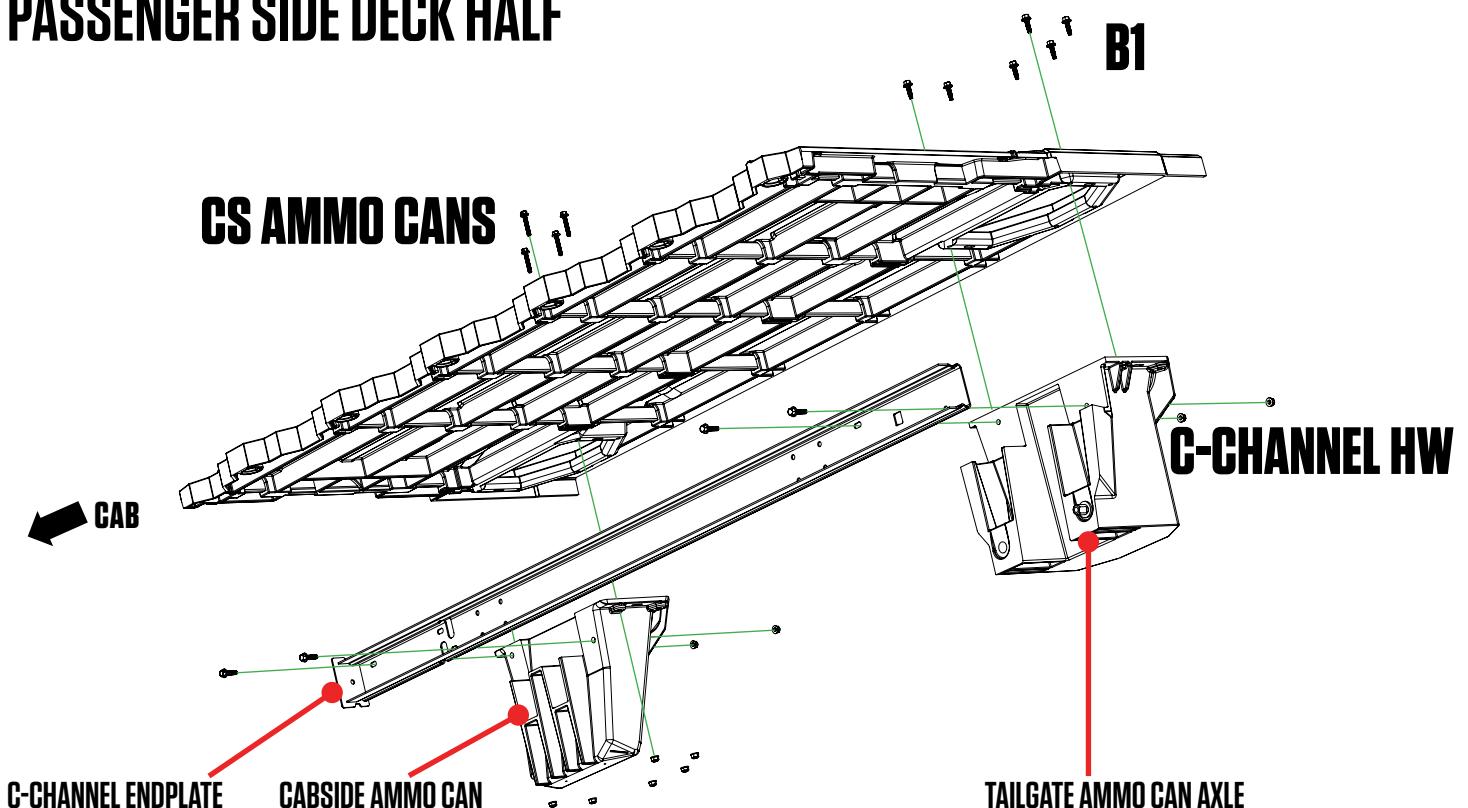 PASSENGER SIDE DECK HALF
B1
CS AMMO CANS
C-CHANNEL HW
CAB
C-CHANNEL ENDPLATE
CABSIDE AMMO CAN
TAILGATE AMMO CAN AXLE